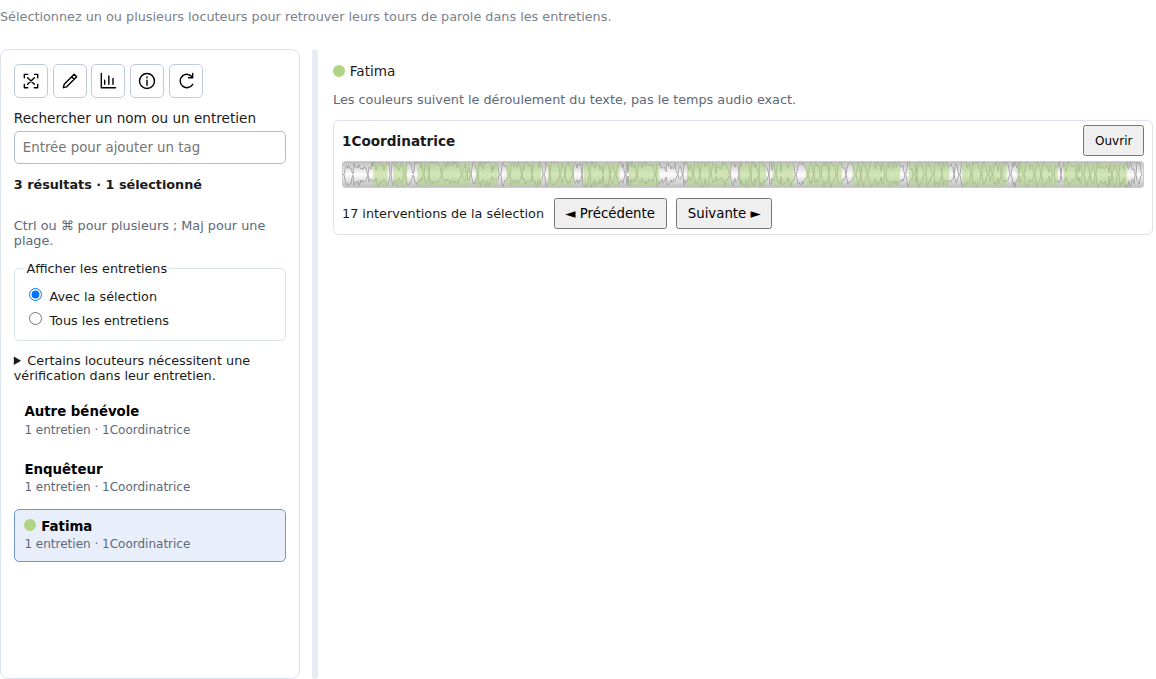 Sélectionnez un ou plusieurs locuteurs pour retrouver leurs tours de parole dans les entretiens.
Rechercher un nom ou un entretien
Entrée pour ajouter un tag
3 résultats · 1 sélectionné
Ctrl ou ⌘ pour plusieurs ; Maj pour une
plage.
Afficher les entretiens
Avec la sélection
Tous les entretiens
► Certains locuteurs nécessitent une
vérification dans leur entretien.
Autre bénévole
1 entretien · 1Coordinatrice
Enquêteur
1 entretien · 1Coordinatrice
Fatima
1 entretien · 1Coordinatrice
Fatima
Les couleurs suivent le déroulement du texte, pas le temps audio exact.
1Coordinatrice
Ouvrir
17 interventions de la sélection
◄ Précédente
Suivante ►